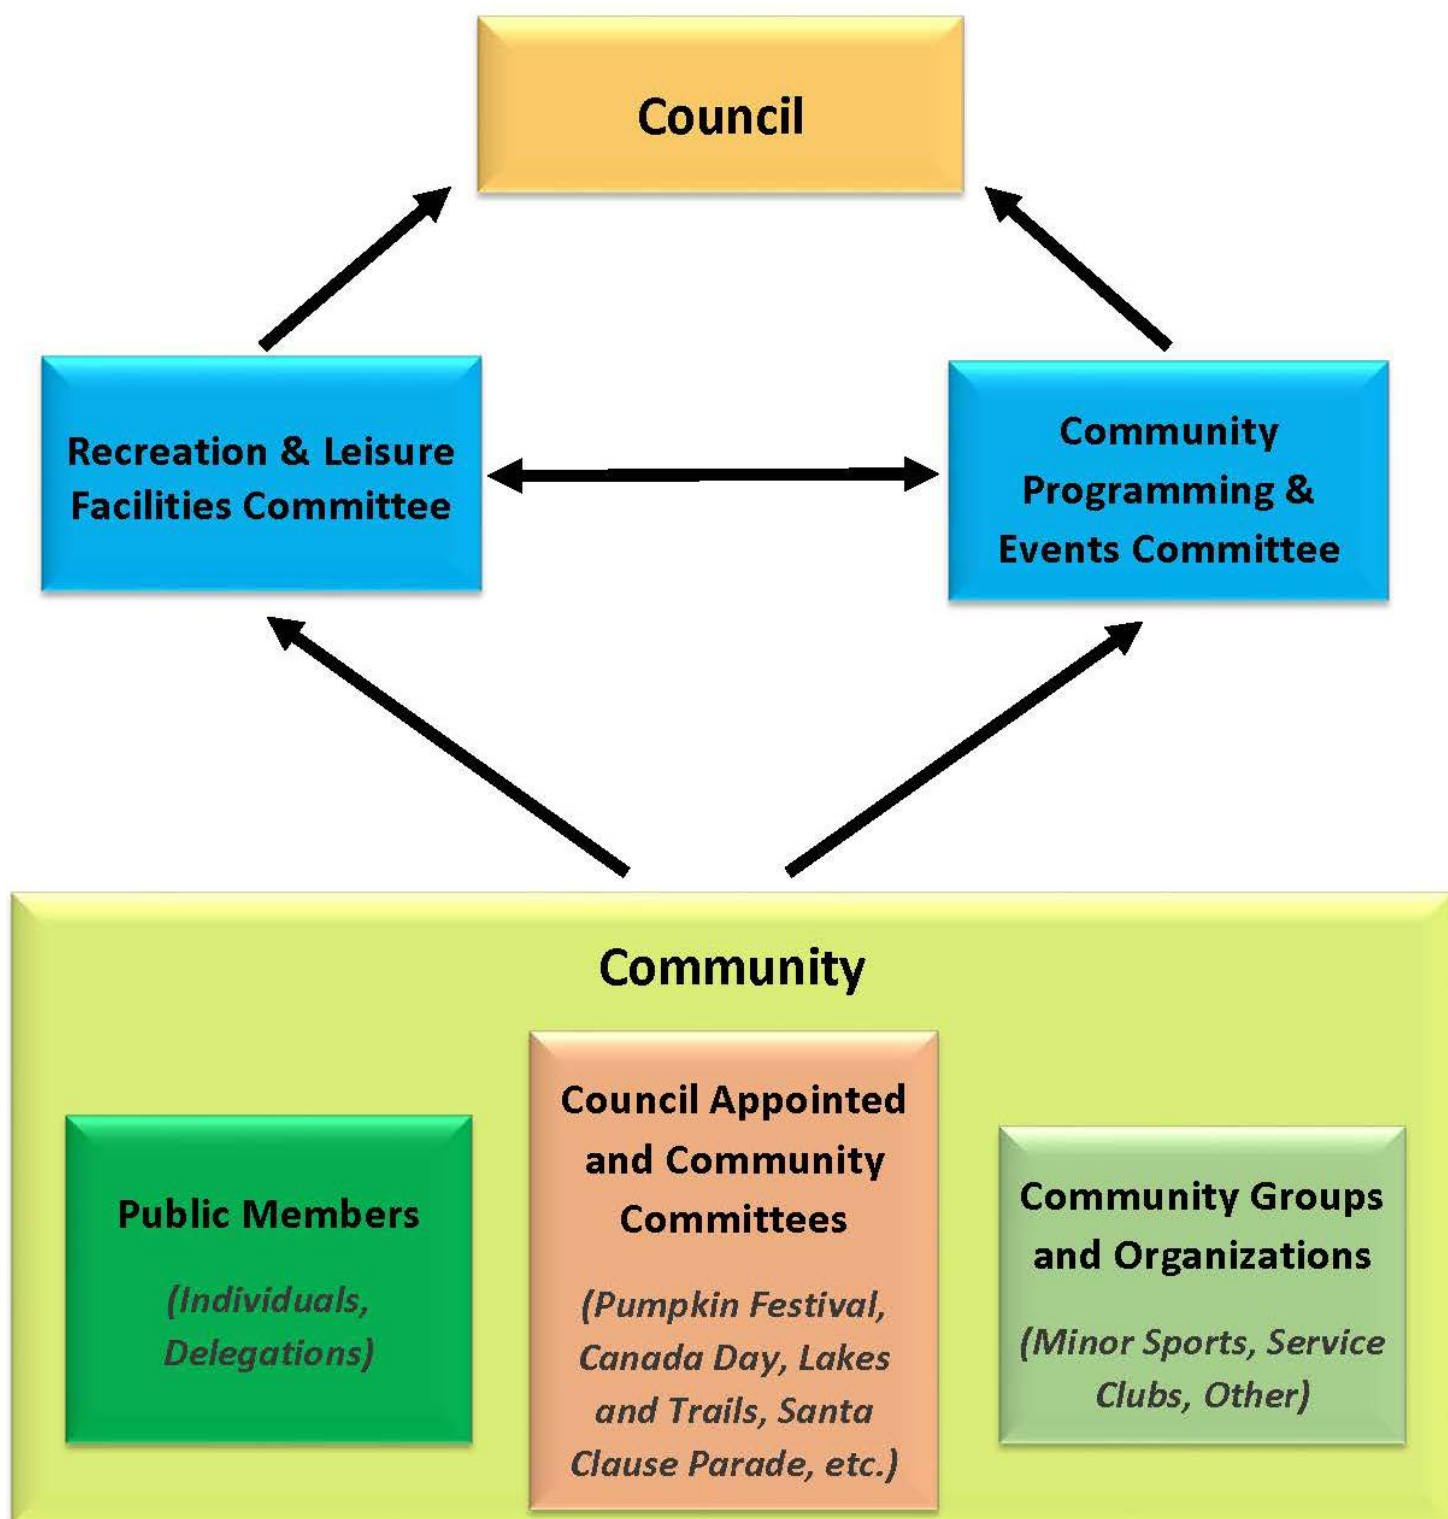 Council
Recreation & Leisure
Facilities Committee
Community
Programming &
Events Committee
Community
Public Members
(Individuals,
Delegations)
Council Appointed
and Community
Committees
(Pumpkin Festival,
Canada Day, Lakes
and Trails, Santa
Clause Parade, etc.)
Community Groups
and Organizations
(Minor Sports, Service
Clubs, Other)